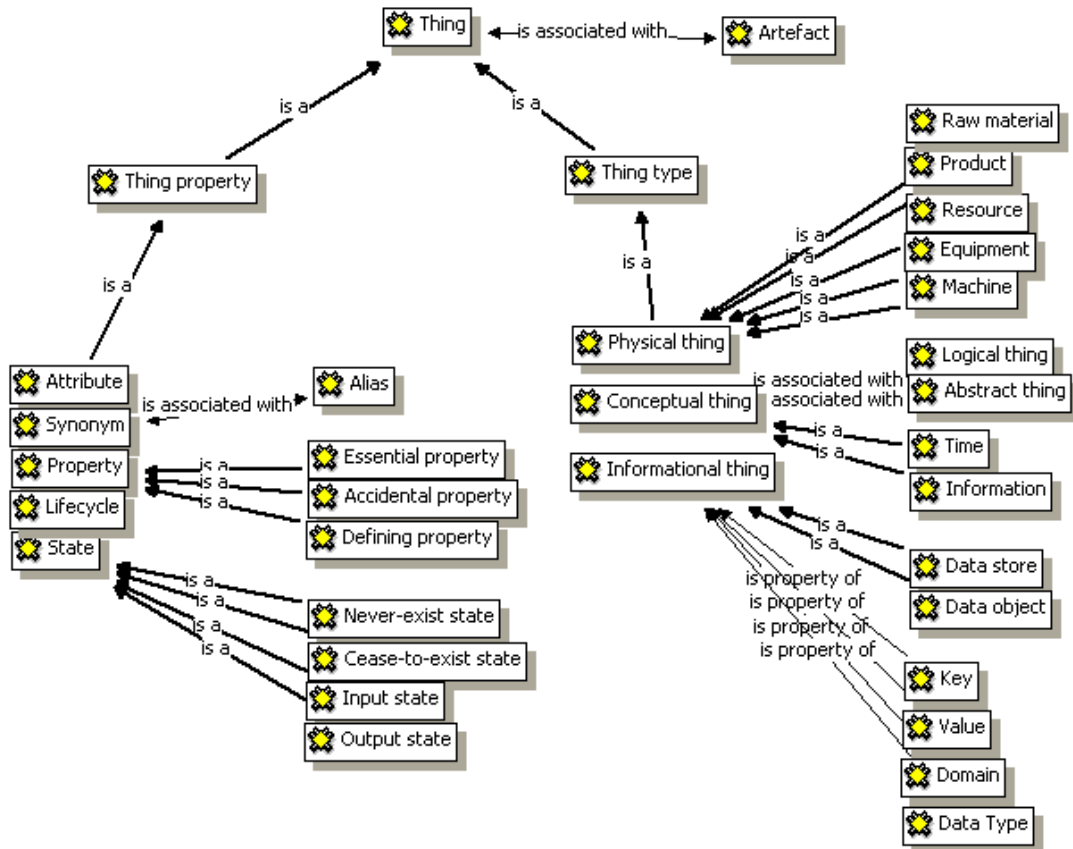 Thing
is associated with
Artefact
is a
is a
Thing property
Thing type
Raw material
Product
Resource
Equipment
Machine
is a
is a
is a
is a
is a
is a
is a
Physical thing
Conceptual thing
Informational thing
is associated with
associated with
Logical thing
Abstract thing
is a
is a
Time
Information
is a
is a
Data store
Data object
is property of
is property of
is property of
is property of
Key
Value
Domain
Data Type
Attribute
Synonym
Property
Lifecycle
State
is associated with
Alias
is a
is a
is a
Essential property
Accidental property
Defining property
is a
is a
is a
is a
Never-exist state
Cease-to-exist state
Input state
Output state